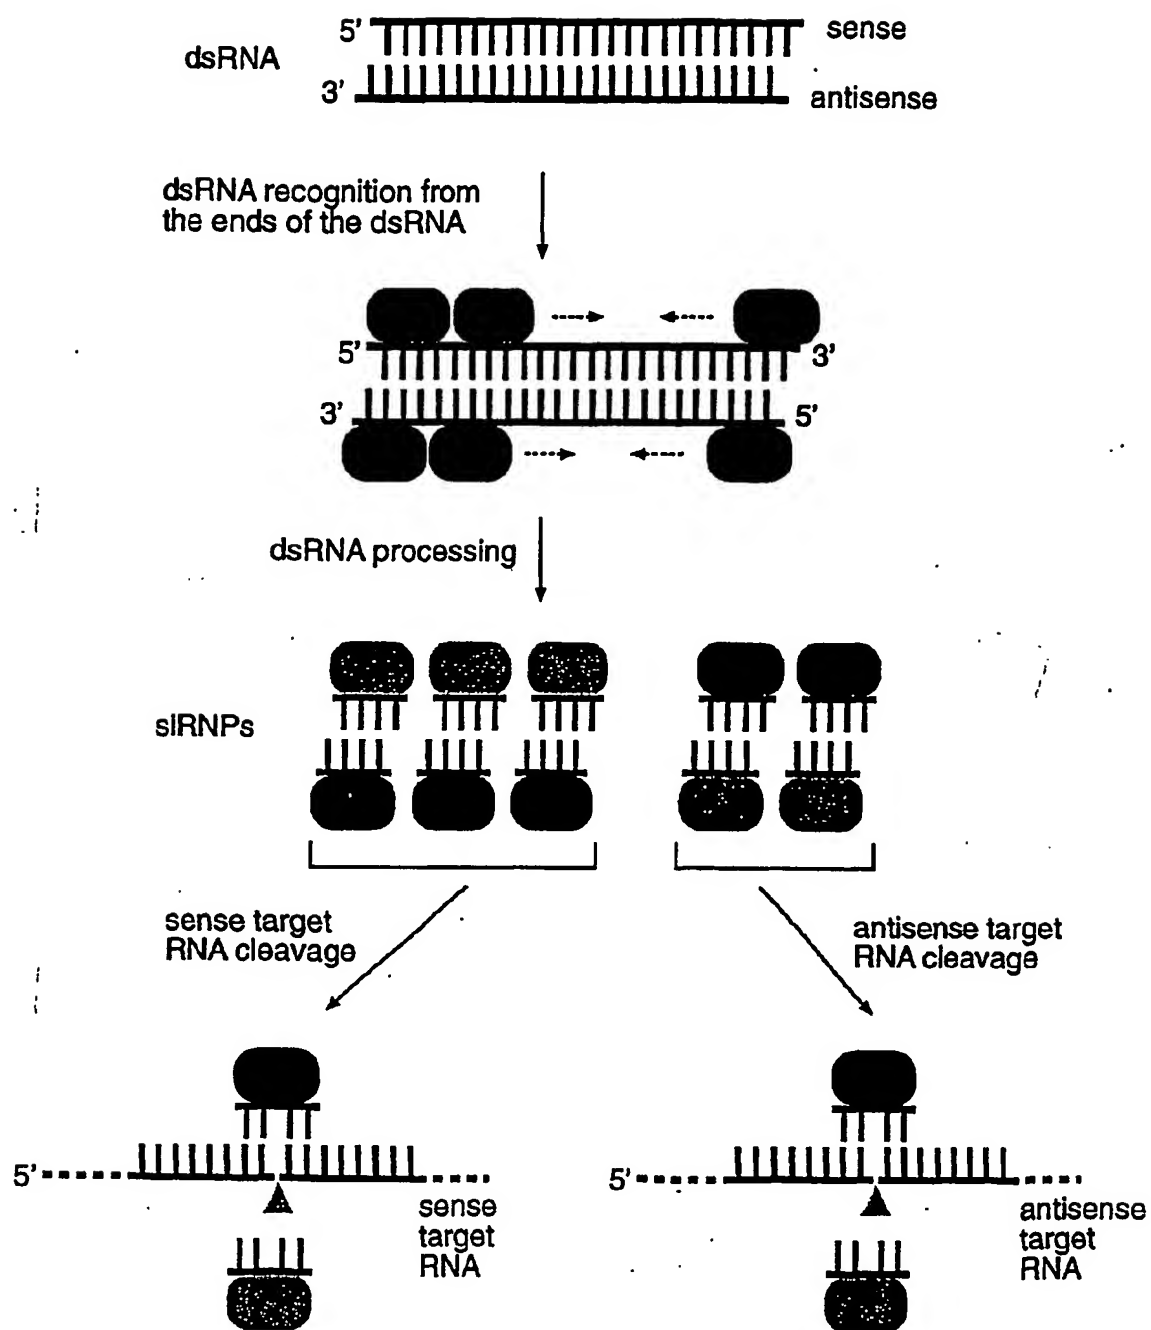 5'
sense
dsRNA
3'
antisense
dsRNA recognition from
the ends of the dsRNA
5'
3'
3'
5'
dsRNA processing
siRNPs
sense target
RNA cleavage
antisense target
RNA cleavage
5'
sense
target
RNA
5'
antisense
target
RNA